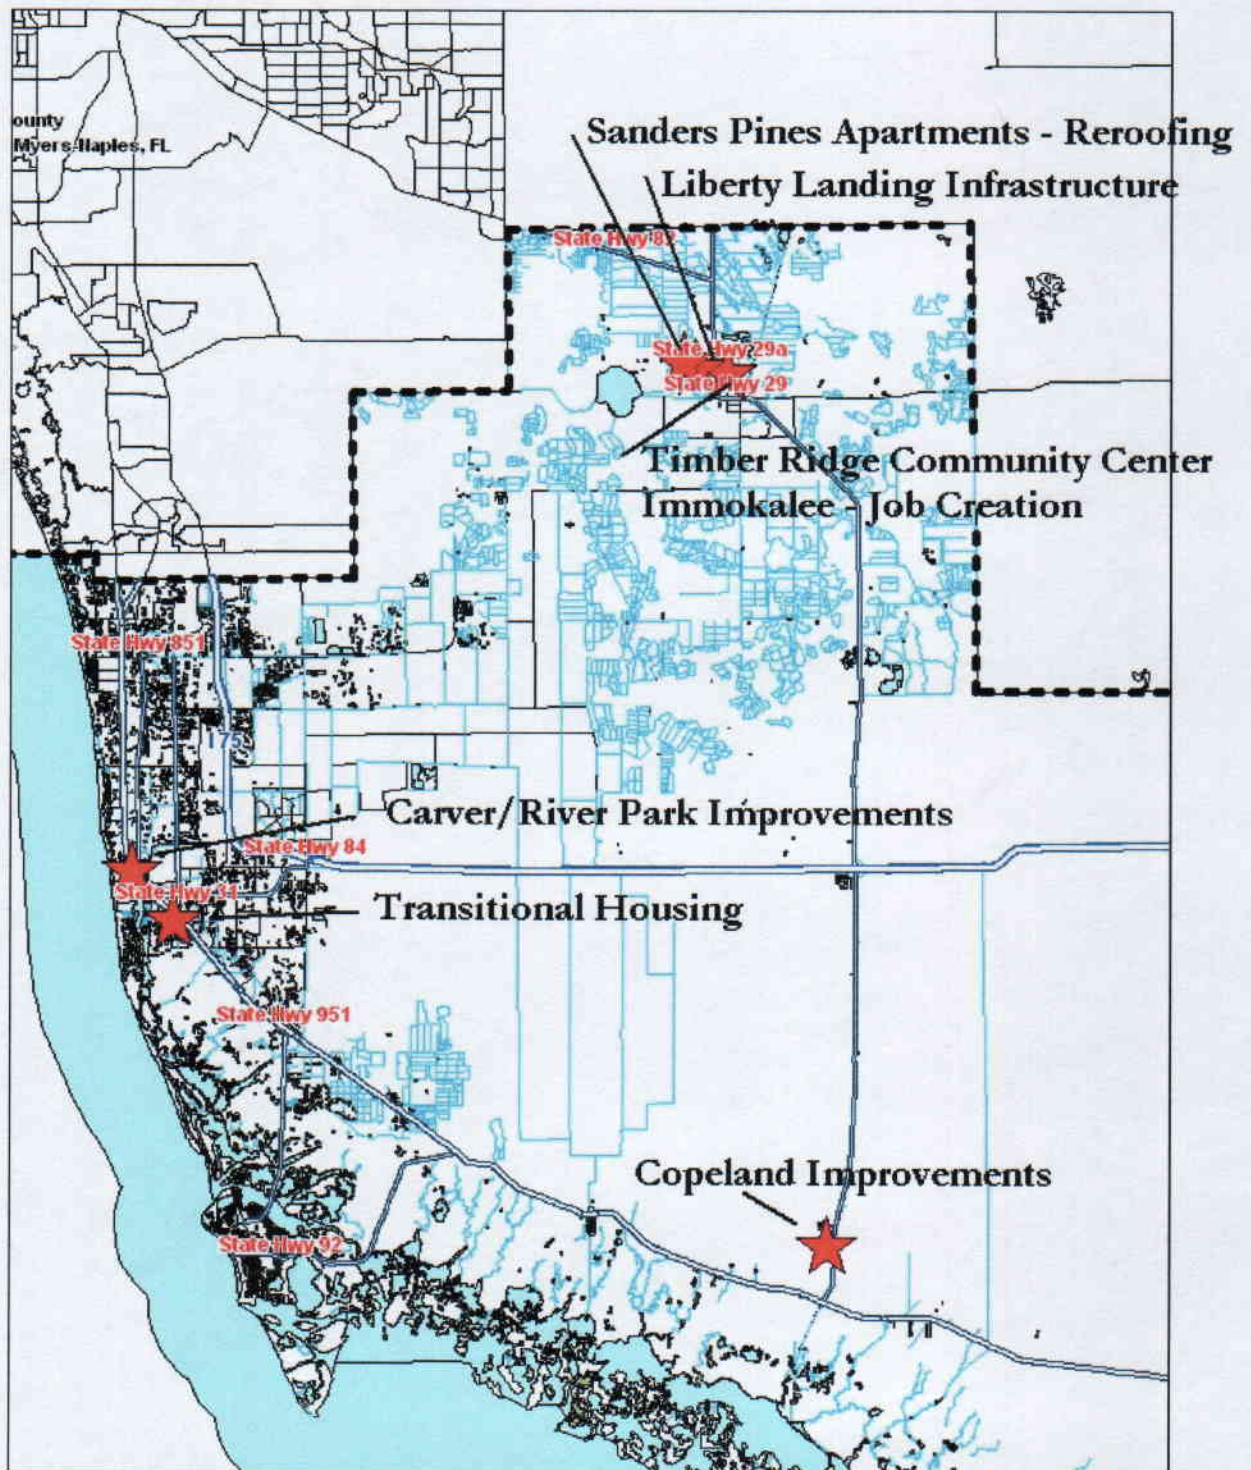 ounty
Myers-Naples, FL
Sanders Pines Apartments - Reroofing
Liberty Landing Infrastructure
State Hwy 82
State Hwy 29a
State Hwy 29
Timber Ridge Community Center
Immokalee - Job Creation
State Hwy 851
I 75
Carver/River Park Improvements
State Hwy 84
State Hwy 31
Transitional Housing
State Hwy 951
Copeland Improvements
State Hwy 92